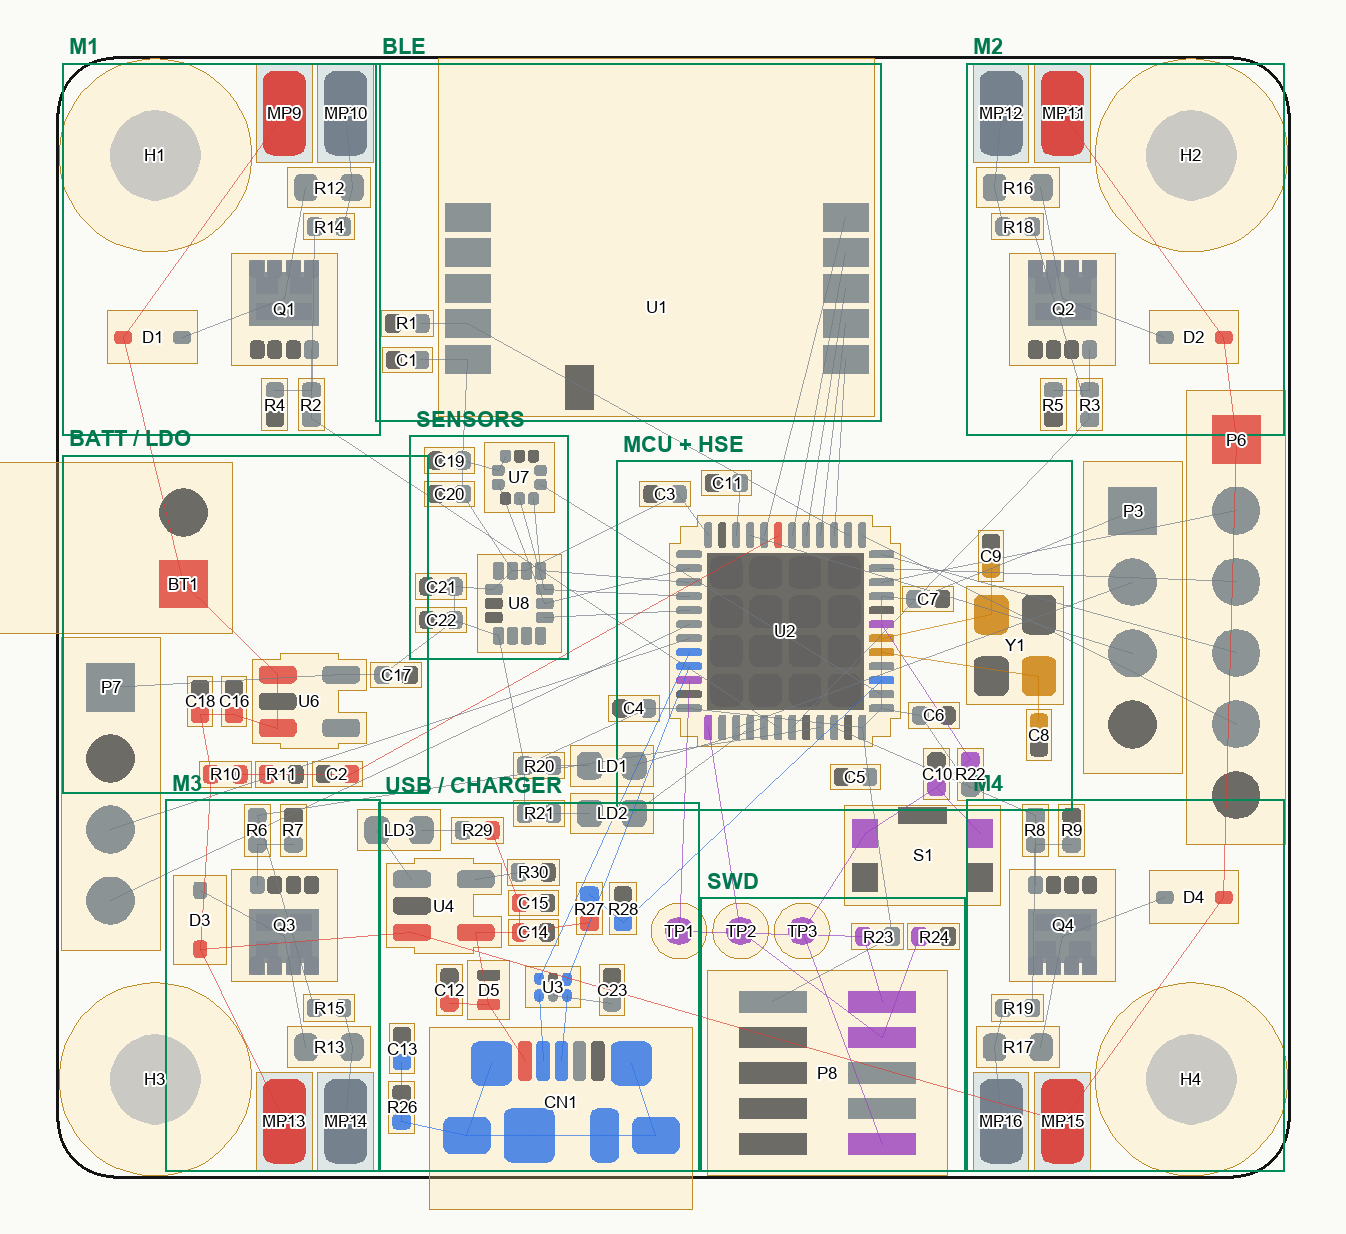 M1
BLE
M2
MP9
MP10
MP12
MP11
H1
H2
R12
R16
R14
R18
U1
Q1
Q2
D1
R1
D2
C1
R4
R2
R5
R3
SENSORS
BATT / LDO
MCU + HSE
P6
C19
U7
C20
C3
C11
P3
C9
BT1
C21
U8
C7
C22
U2
Y1
C17
P7
U6
C18
C16
C4
C6
C8
R10
R11
C2
R20
LD1
C5
C10
R22
M3
USB / CHARGER
M4
R21
LD2
R6
R7
LD3
R29
R8
R9
S1
R30
SWD
U4
C15
R27
R28
D4
D3
Q3
C14
TP1
TP2
TP3
R23
R24
Q4
C12
D5
U3
C23
R15
R19
R13
C13
R17
H3
P8
H4
CN1
R26
MP13
MP14
MP16
MP15